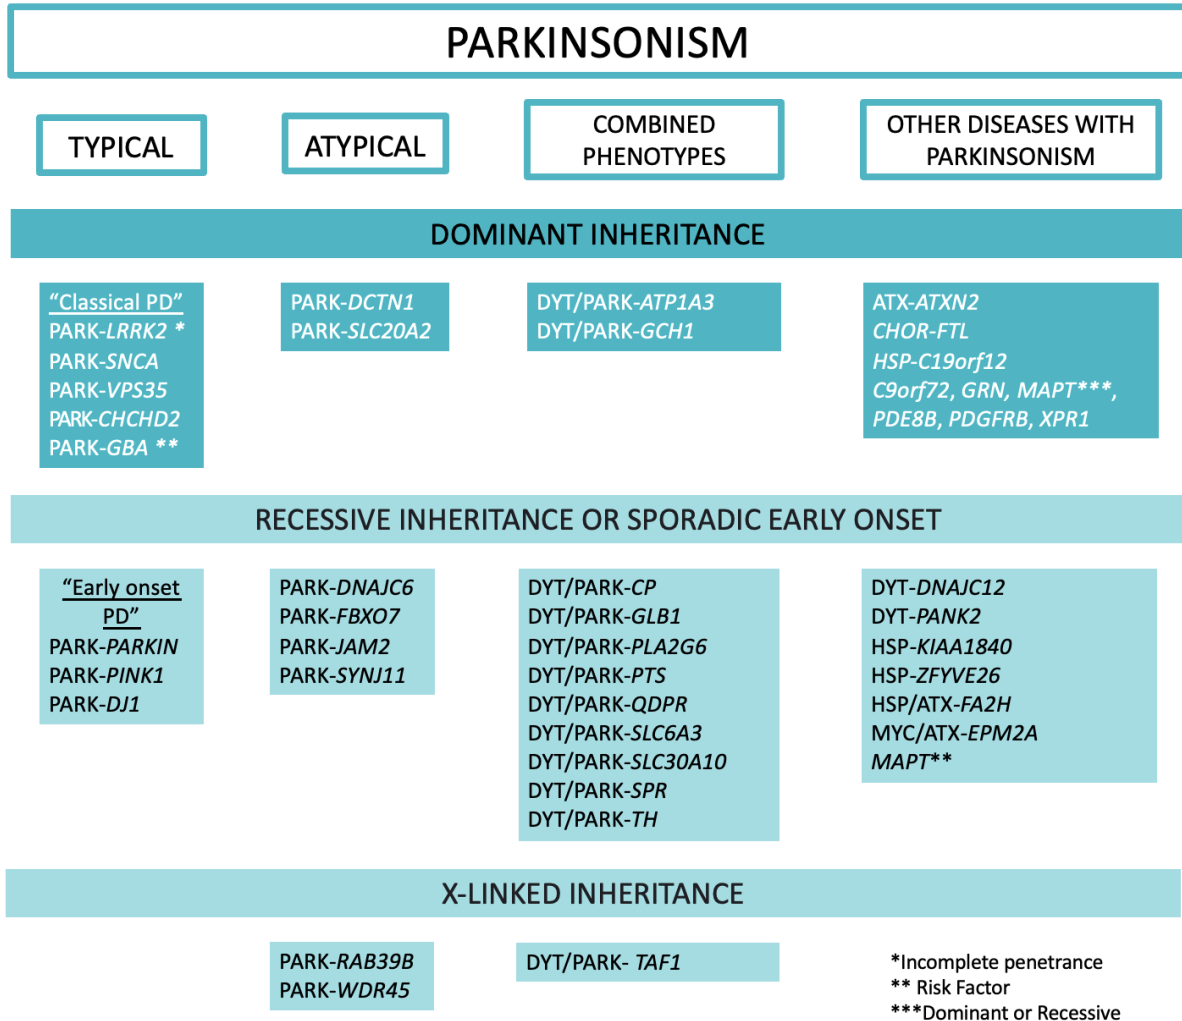 PARKINSONISM
TYPICAL
ATYPICAL
COMBINED
PHENOTYPES
OTHER DISEASES WITH
PARKINSONISM
DOMINANT INHERITANCE
“Classical PD”
PARK-LRRK2 *
PARK-SNCA
PARK-VPS35
PARK-CHCHD2
PARK-GBA **
PARK-DCTN1
PARK-SLC20A2
DYT/PARK-ATP1A3
DYT/PARK-GCH1
ATX-ATXN2
CHOR-FTL
HSP-C19orf12
C9orf72, GRN, MAPT***,
PDE8B, PDGFRB, XPR1
RECESSIVE INHERITANCE OR SPORADIC EARLY ONSET
“Early onset
PD”
PARK-PARKIN
PARK-PINK1
PARK-DJ1
PARK-DNAJC6
PARK-FBXO7
PARK-JAM2
PARK-SYNJ11
DYT/PARK-CP
DYT/PARK-GLB1
DYT/PARK-PLA2G6
DYT/PARK-PTS
DYT/PARK-QDPR
DYT/PARK-SLC6A3
DYT/PARK-SLC30A10
DYT/PARK-SPR
DYT/PARK-TH
DYT-DNAJC12
DYT-PANK2
HSP-KIAA1840
HSP-ZFYVE26
HSP/ATX-FA2H
MYC/ATX-EPM2A
MAPT**
X-LINKED INHERITANCE
PARK-RAB39B
PARK-WDR45
DYT/PARK- TAF1
*Incomplete penetrance
** Risk Factor
***Dominant or Recessive